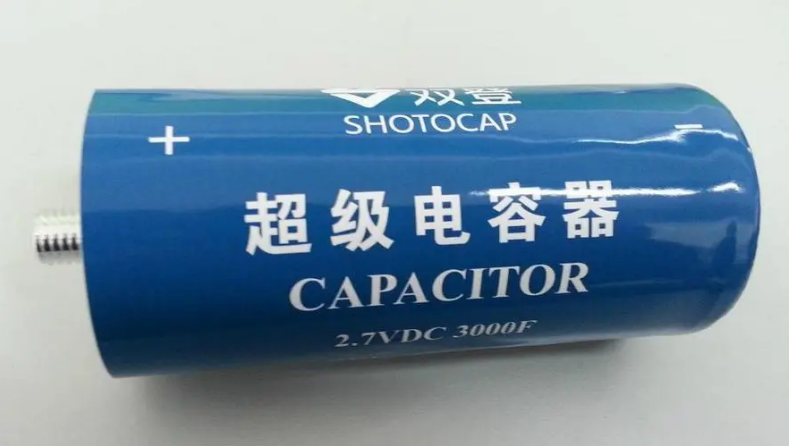 双登
SHOTOCAP
+ -
超级电容器
CAPACITOR
2.7VDC 3000F